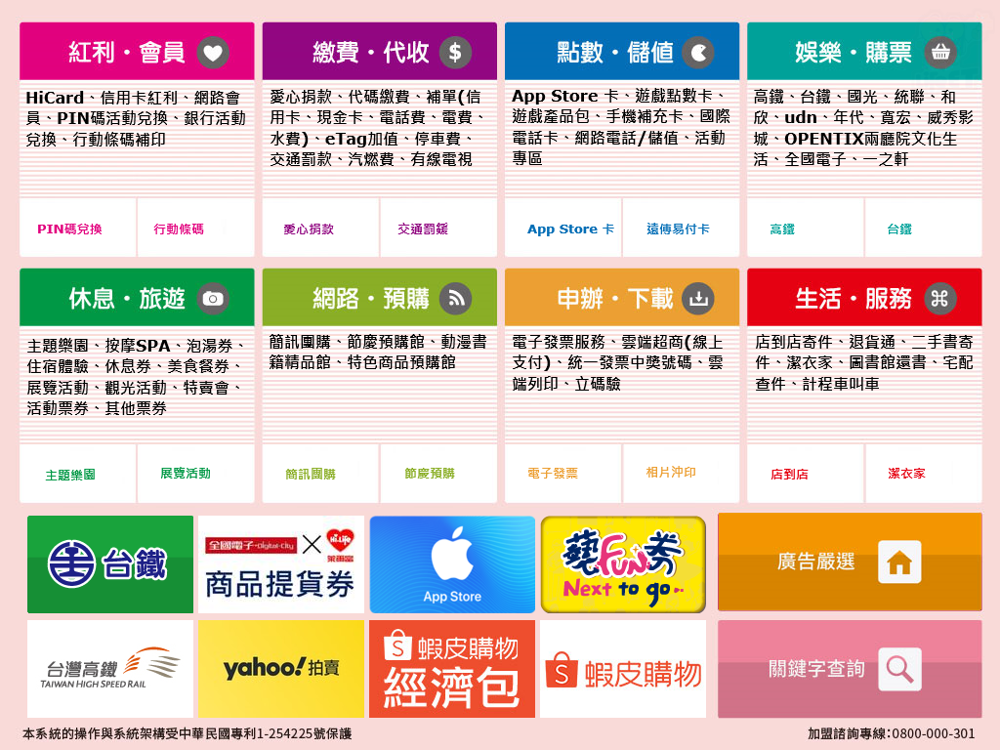 紅利・會員
HiCard、信用卡紅利、網路會
員、PIN碼活動兌換、銀行活動
兌換、行動條碼補印
PIN碼兌換
行動條碼
繳費・代收
愛心捐款、代碼繳費、補單(信
用卡、現金卡、電話費、電費、
水費)、eTag加值、停車費、
交通罰款、汽燃費、有線電視
愛心捐款
交通罰鍰
點數・儲值
App Store 卡、遊戲點數卡、
遊戲產品包、手機補充卡、國際
電話卡、網路電話/儲值、活動
專區
App Store 卡
遠傳易付卡
娛樂・購票
高鐵、台鐵、國光、統聯、和
欣、udn、年代、寬宏、威秀影
城、OPENTIX兩廳院文化生
活、全國電子、一之軒
高鐵
台鐵
休息・旅遊
主題樂園、按摩SPA、泡湯券、
住宿體驗、休息券、美食餐券、
展覽活動、觀光活動、特賣會、
活動票券、其他票券
主題樂園
展覽活動
網路・預購
簡訊團購、節慶預購館、動漫書
籍精品館、特色商品預購館
簡訊團購
節慶預購
申辦・下載
電子發票服務、雲端超商(線上
支付)、統一發票中獎號碼、雲
端列印、立碼驗
電子發票
相片沖印
生活・服務
店到店寄件、退貨通、二手書寄
件、潔衣家、圖書館還書、宅配
查件、計程車叫車
店到店
潔衣家
台鐵
全國電子-Digital-City
Hi-Life
萊爾富
商品提貨券
App Store
藝FUN券
Next to go
廣告嚴選
台灣高鐵
TAIWAN HIGH SPEED RAIL
yahoo!拍賣
蝦皮購物
經濟包
蝦皮購物
關鍵字查詢
本系統的操作與系統架構受中華民國專利1-254225號保護
加盟諮詢專線:0800-000-301